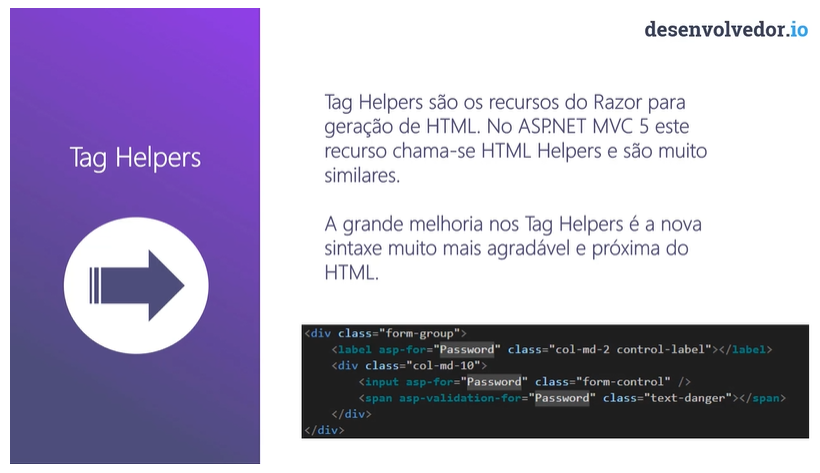 desenvolvedor.io
Tag Helpers
Tag Helpers são os recursos do Razor para
geração de HTML. No ASP.NET MVC 5 este
recurso chama-se HTML Helpers e são muito
similares.
A grande melhoria nos Tag Helpers é a nova
sintaxe muito mais agradável e próxima do
HTML.
<div class="form-group">
    <label asp-for="Password" class="col-md-2 control-label"></label>
    <div class="col-md-10">
        <input asp-for="Password" class="form-control" />
        <span asp-validation-for="Password" class="text-danger"></span>
    </div>
</div>